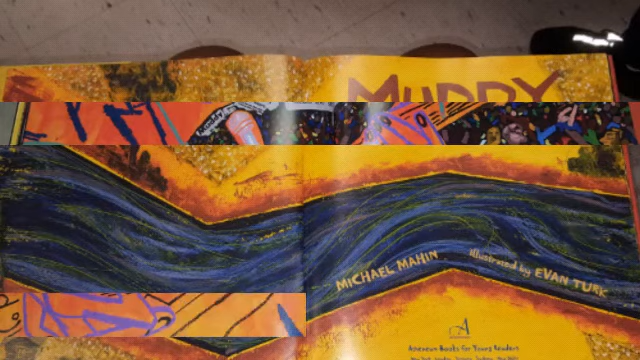 MUDDY
MICHAEL MAHIN
illustrated by EVAN TURK
A
Atheneum Books for Young Readers